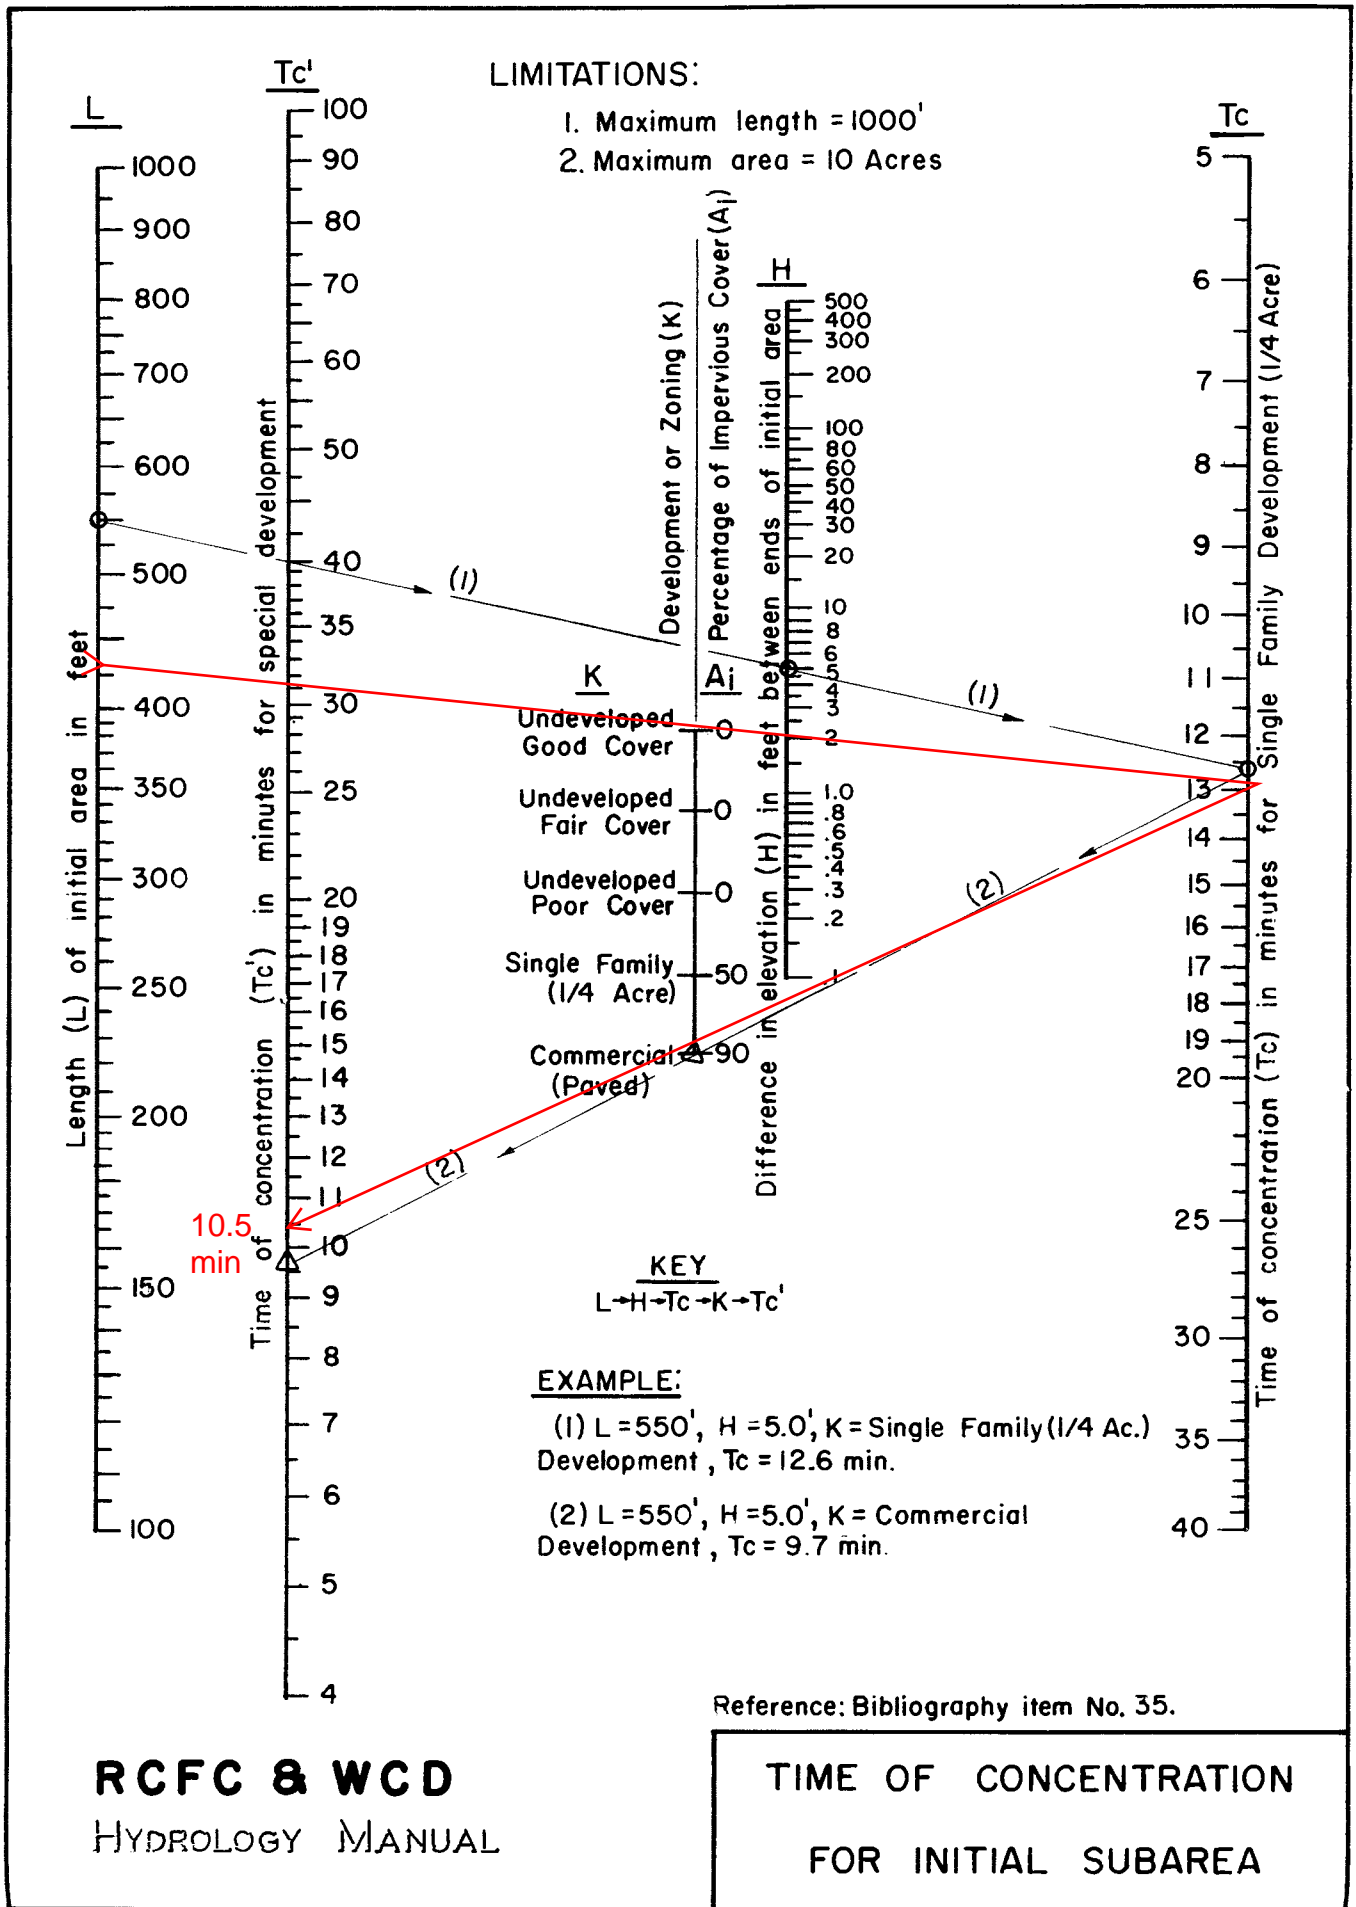 LIMITATIONS:
1. Maximum length = 1000'
2. Maximum area = 10 Acres
L
1000
900
800
700
600
500
400
350
300
250
200
150
100
Length (L) of initial area in feet
Tc'
100
90
80
70
60
50
40
35
30
25
20
19
18
17
16
15
14
13
12
11
10
9
8
7
6
5
4
Time of concentration (Tc') in minutes for special development
10.5
min
Development or Zoning (K)
Percentage of Impervious Cover (Ai)
K
Ai
Undeveloped
Good Cover
0
Undeveloped
Fair Cover
0
Undeveloped
Poor Cover
0
Single Family
(1/4 Acre)
50
Commercial
(Paved)
90
H
500
400
300
200
100
80
60
50
40
30
20
10
8
6
5
4
3
2
1.0
.8
.6
.5
.4
.3
.2
.1
Difference in elevation (H) in feet between ends of initial area
(1)
(1)
(2)
(2)
Tc
5
6
7
8
9
10
11
12
13
14
15
16
17
18
19
20
25
30
35
40
Time of concentration (Tc) in minutes for Single Family Development (1/4 Acre)
KEY
L→H→Tc→K→Tc'
EXAMPLE:
(1) L = 550', H = 5.0', K = Single Family (1/4 Ac.)
Development, Tc = 12.6 min.
(2) L = 550', H = 5.0', K = Commercial
Development, Tc = 9.7 min.
Reference: Bibliography item No. 35.
RCFC & WCD
HYDROLOGY MANUAL
TIME OF CONCENTRATION
FOR INITIAL SUBAREA